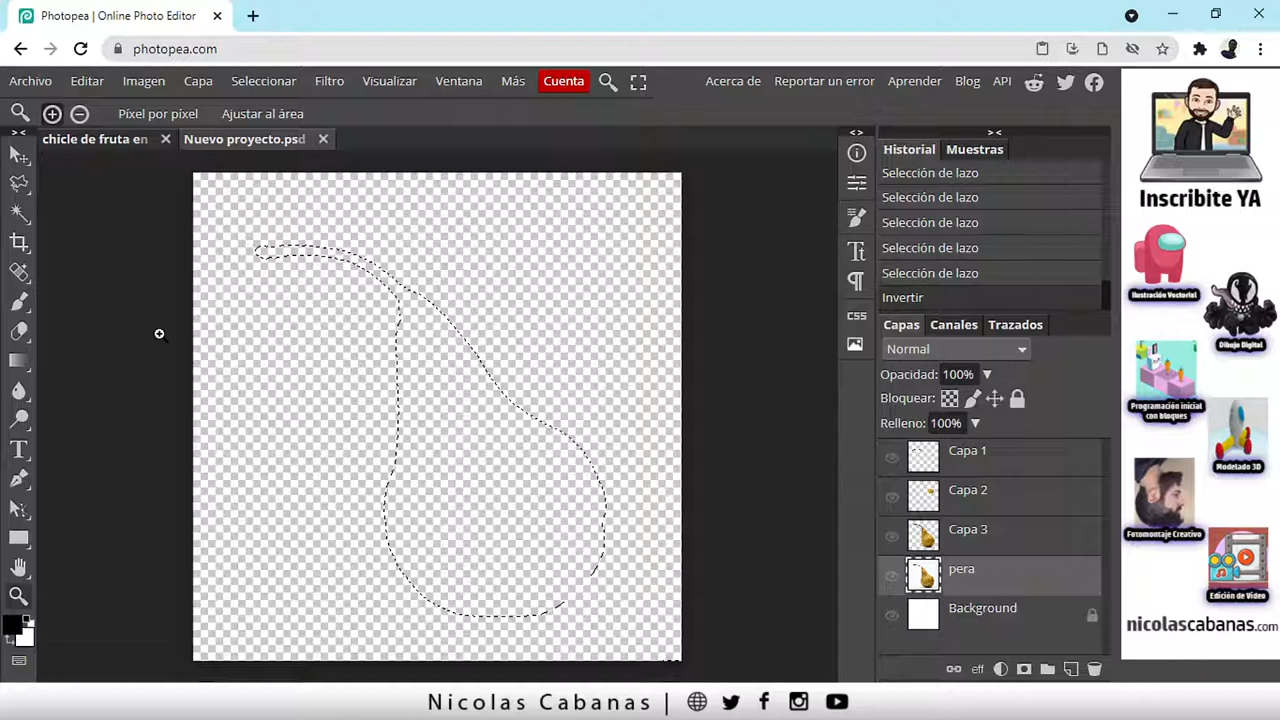 Photopea | Online Photo Editor
photopea.com
Archivo Editar Imagen Capa Seleccionar Filtro Visualizar Ventana Más Cuenta Acerca de Reportar un error Aprender Blog API
Píxel por píxel Ajustar al área
chicle de fruta en Nuevo proyecto.psd
Historial Muestras
Selección de lazo
Selección de lazo
Selección de lazo
Selección de lazo
Selección de lazo
Invertir
CSS
Capas Canales Trazados
Normal
Opacidad: 100%
Bloquear:
Relleno: 100%
Capa 1
Capa 2
Capa 3
pera
Background
eff
Inscribite YA
Ilustración Vectorial
Dibujo Digital
Programación inicial
con bloques
Modelado 3D
Fotomontaje Creativo
Edición de Video
nicolascabanas.com
Nicolas Cabanas |